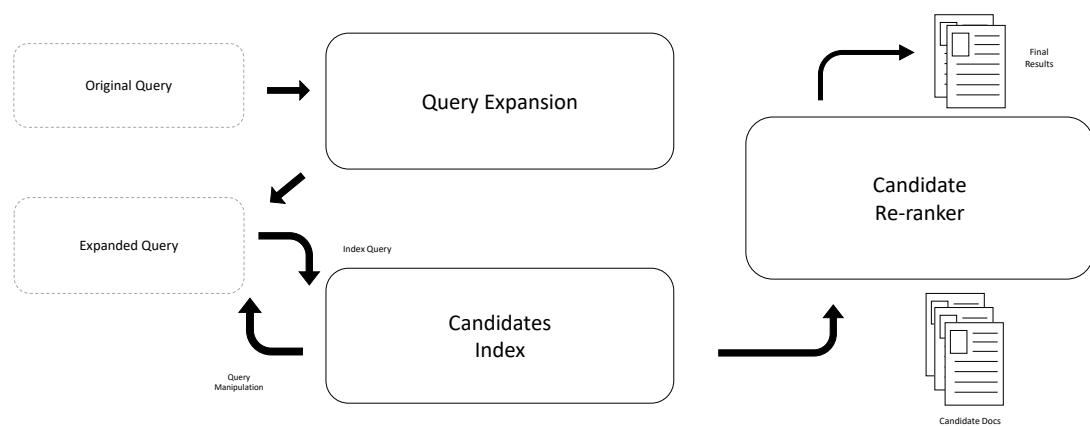 Original Query
Query Expansion
Final
Results
Candidate
Re-ranker
Expanded Query
Index Query
Candidates
Index
Query
Manipulation
Candidate Docs